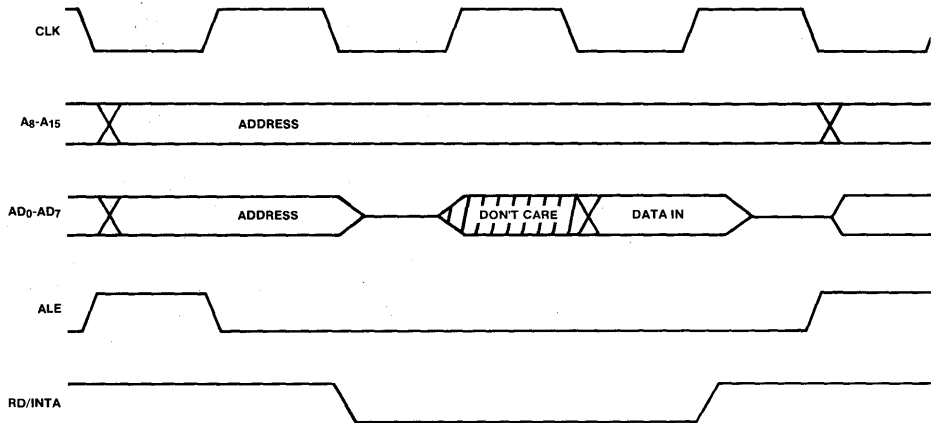 CLK
A8-A15 ADDRESS
AD0-AD7 ADDRESS DON'T CARE DATA IN
ALE
RD/INTA